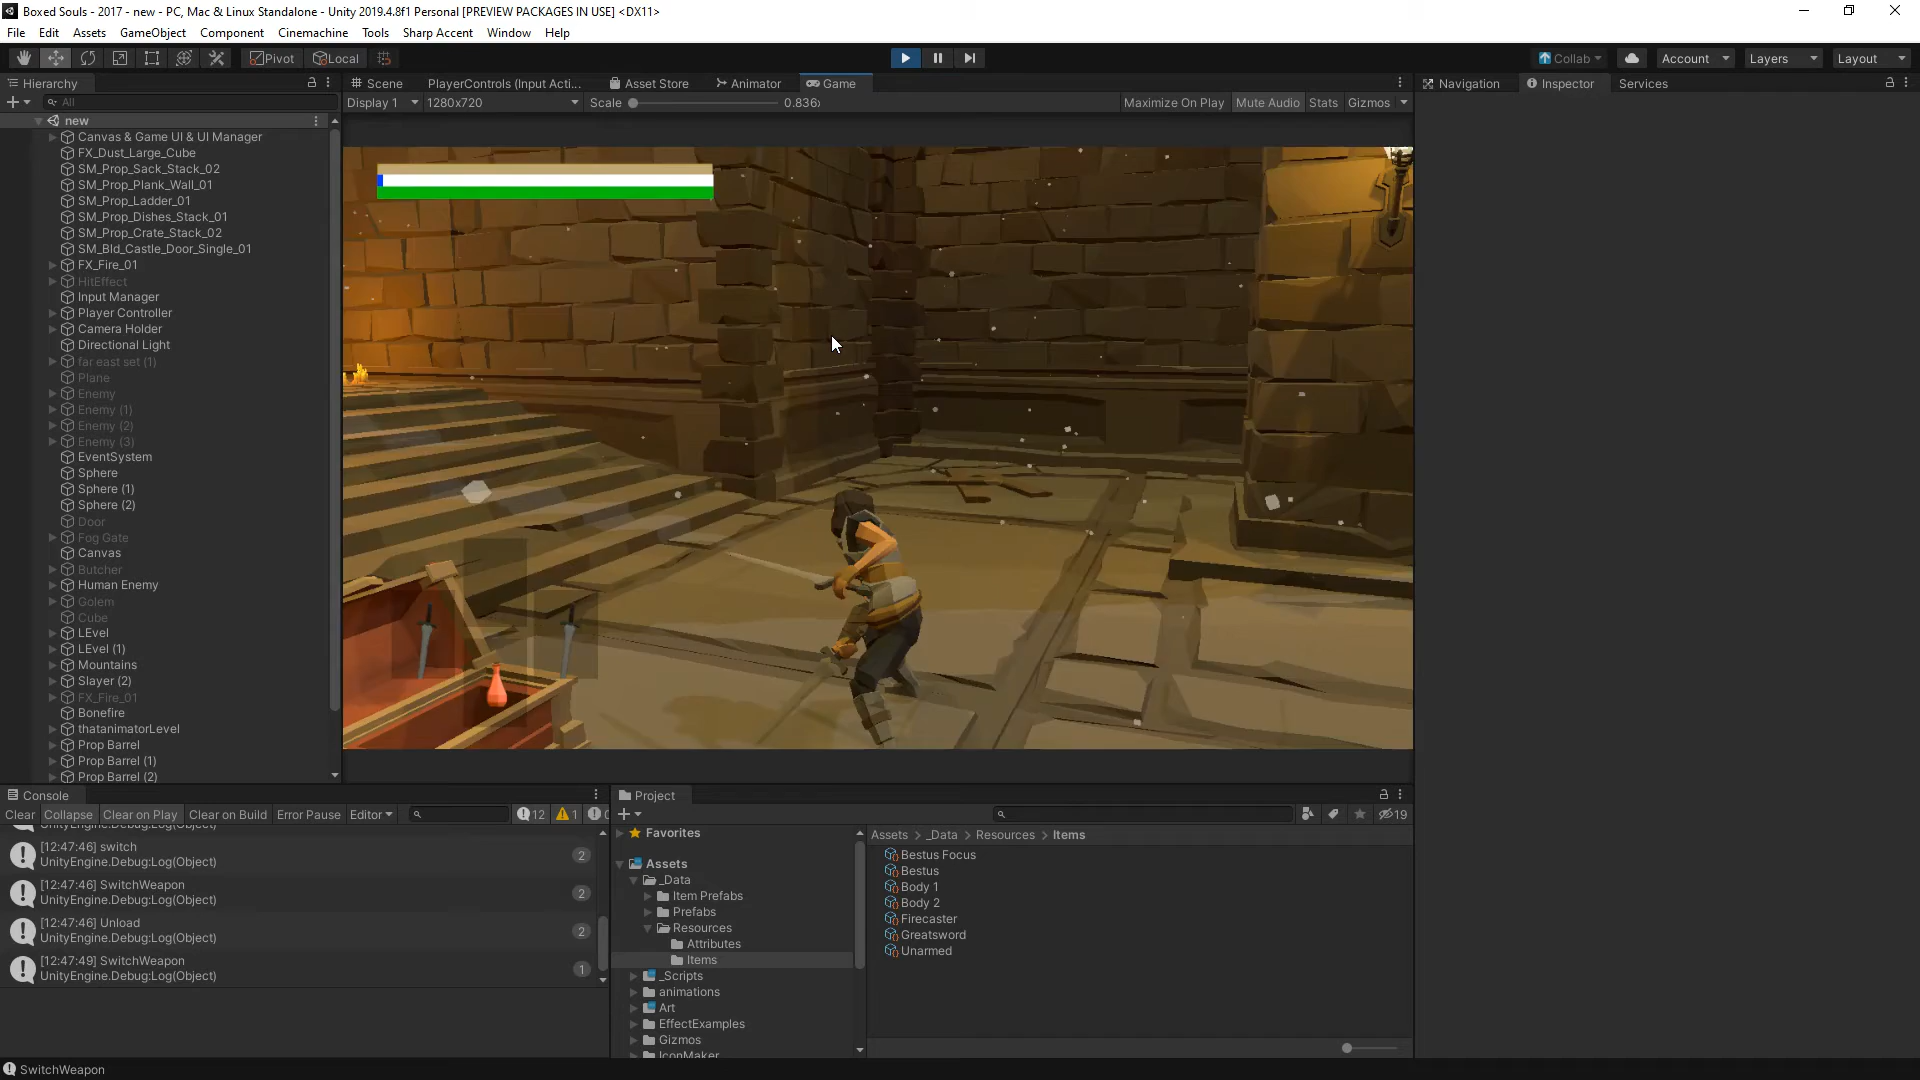 Boxed Souls - 2017 - new - PC, Mac & Linux Standalone - Unity 2019.4.8f1 Personal [PREVIEW PACKAGES IN USE] <DX11>
File Edit Assets GameObject Component Cinemachine Tools Sharp Accent Window Help
Pivot Local Collab Account Layers Layout
Hierarchy
All
new
Canvas & Game UI & UI Manager
FX_Dust_Large_Cube
SM_Prop_Sack_Stack_02
SM_Prop_Plank_Wall_01
SM_Prop_Ladder_01
SM_Prop_Dishes_Stack_01
SM_Prop_Crate_Stack_02
SM_Bld_Castle_Door_Single_01
FX_Fire_01
HitEffect
Input Manager
Player Controller
Camera Holder
Directional Light
far east set (1)
Plane
Enemy
Enemy (1)
Enemy (2)
Enemy (3)
EventSystem
Sphere
Sphere (1)
Sphere (2)
Door
Fog Gate
Canvas
Butcher
Human Enemy
Golem
Cube
LEvel
LEvel (1)
Mountains
Slayer (2)
FX_Fire_01
Bonefire
thatanimatorLevel
Prop Barrel
Prop Barrel (1)
Prop Barrel (2)
Scene PlayerControls (Input Acti... Asset Store Animator Game
Display 1 1280x720 Scale 0.836x Maximize On Play Mute Audio Stats Gizmos
Navigation Inspector Services
Console
Clear Collapse Clear on Play Clear on Build Error Pause Editor 12 1
UnityEngine.Debug:Log(Object)
[12:47:46] switch
UnityEngine.Debug:Log(Object)
2
[12:47:46] SwitchWeapon
UnityEngine.Debug:Log(Object)
2
[12:47:46] Unload
UnityEngine.Debug:Log(Object)
2
[12:47:49] SwitchWeapon
UnityEngine.Debug:Log(Object)
1
Project
19
Favorites
Assets
_Data
Item Prefabs
Prefabs
Resources
Attributes
Items
_Scripts
animations
Art
EffectExamples
Gizmos
IconMaker
Assets > _Data > Resources > Items
Bestus Focus
Bestus
Body 1
Body 2
Firecaster
Greatsword
Unarmed
SwitchWeapon